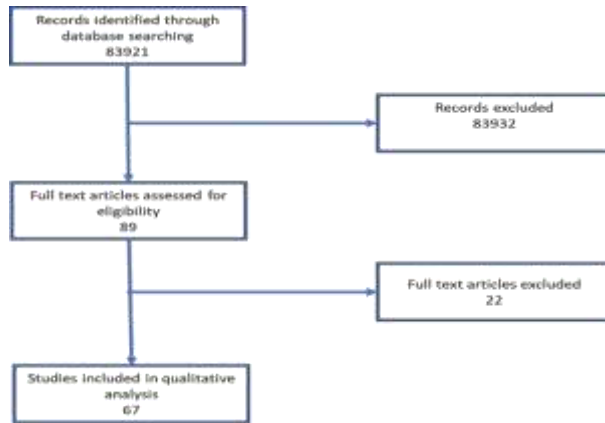 Records identified through
database searching
83921
Records excluded
83932
Full text articles assessed for
eligibility
89
Full text articles excluded
22
Studies included in qualitative
analysis
67